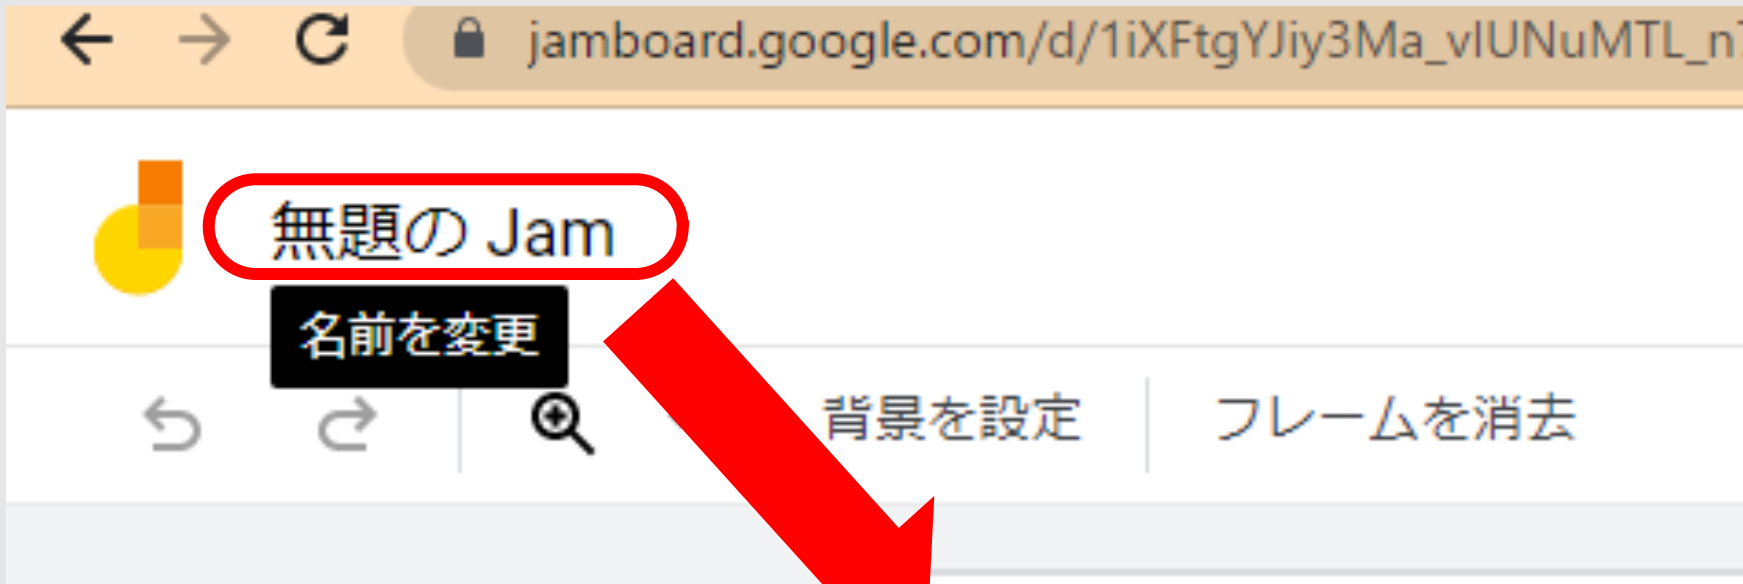 jamboard.google.com/d/1iXFtgYJiy3Ma_vIUNuMTL_n
無題の Jam
名前を変更
背景を設定
フレームを消去